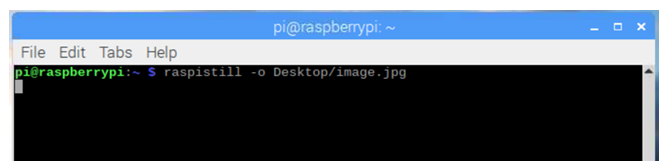 pi@raspberrypi: ~
File Edit Tabs Help
pi@raspberrypi:~ $ raspistill -o Desktop/image.jpg